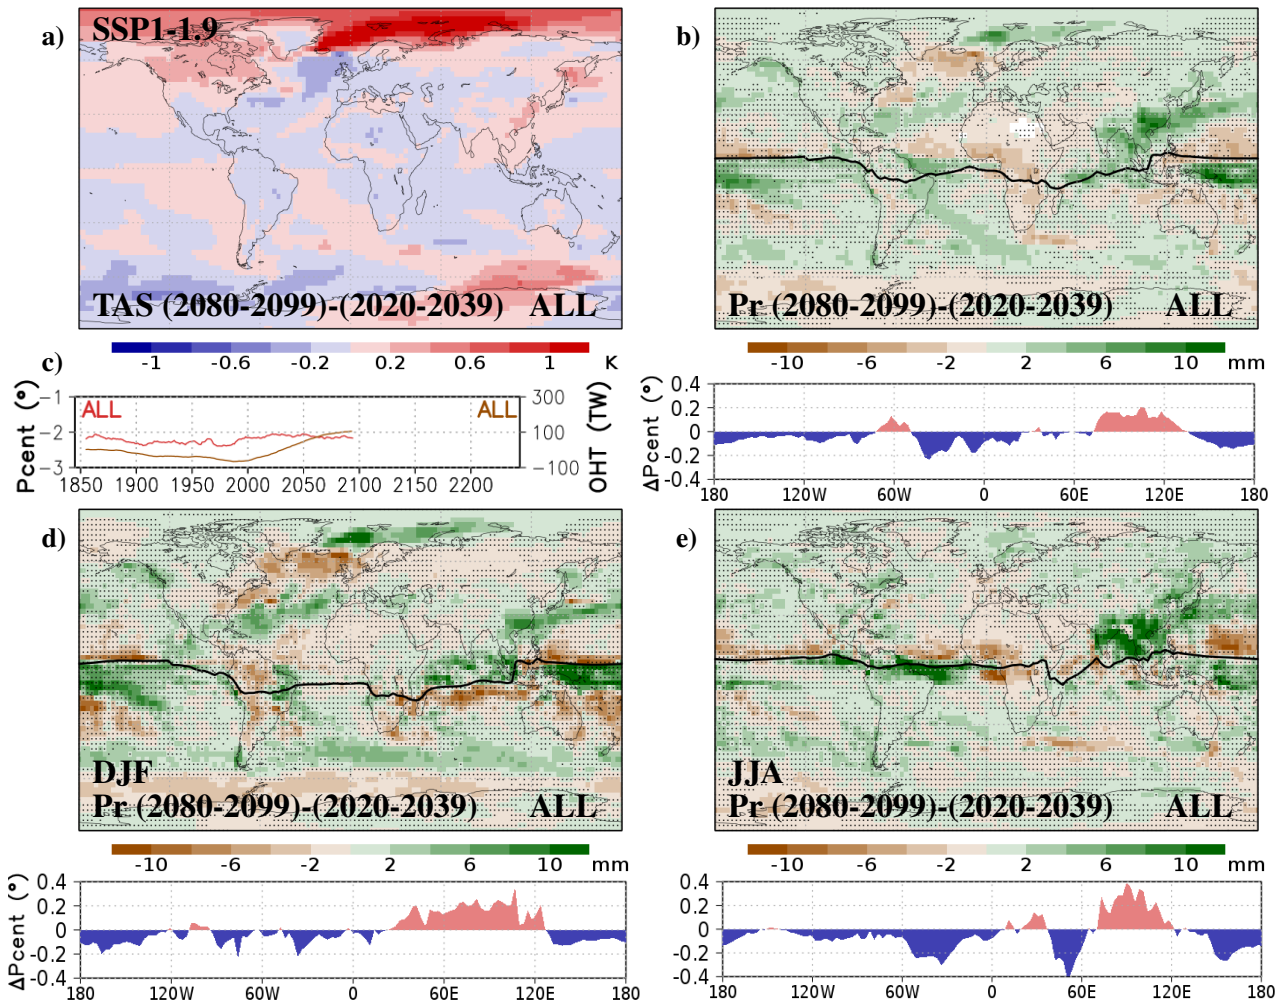 a)
SSP1-1.9
TAS (2080-2099)-(2020-2039) ALL
-1 -0.6 -0.2 0.2 0.6 1 K
b)
Pr (2080-2099)-(2020-2039) ALL
-10 -6 -2 2 6 10 mm
c)
Pcent (°)
-1
-2
-3
ALL
ALL
300
100
-100
OHT (TW)
1850 1900 1950 2000 2050 2100 2150 2200
ΔPcent (°)
0.4
0.2
0
-0.2
-0.4
180 120W 60W 0 60E 120E 180
d)
DJF
Pr (2080-2099)-(2020-2039) ALL
-10 -6 -2 2 6 10 mm
ΔPcent (°)
0.4
0.2
0
-0.2
-0.4
180 120W 60W 0 60E 120E 180
e)
JJA
Pr (2080-2099)-(2020-2039) ALL
-10 -6 -2 2 6 10 mm
0.4
0.2
0
-0.2
-0.4
180 120W 60W 0 60E 120E 180